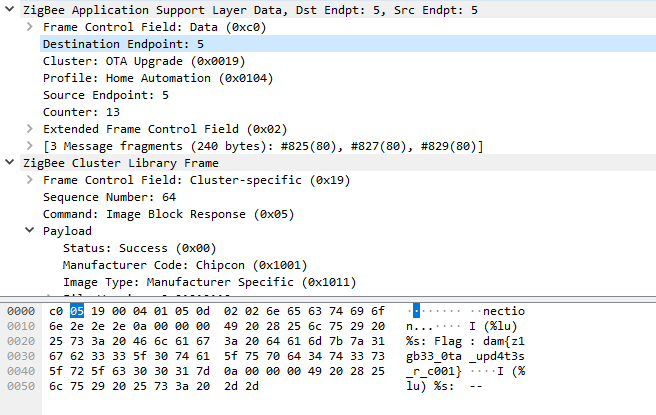 ZigBee Application Support Layer Data, Dst Endpt: 5, Src Endpt: 5
Frame Control Field: Data (0xc0)
Destination Endpoint: 5
Cluster: OTA Upgrade (0x0019)
Profile: Home Automation (0x0104)
Source Endpoint: 5
Counter: 13
Extended Frame Control Field (0x02)
[3 Message fragments (240 bytes): #825(80), #827(80), #829(80)]
ZigBee Cluster Library Frame
Frame Control Field: Cluster-specific (0x19)
Sequence Number: 64
Command: Image Block Response (0x05)
Payload
Status: Success (0x00)
Manufacturer Code: Chipcon (0x1001)
Image Type: Manufacturer Specific (0x1011)
0000 c0 05 19 00 04 01 05 0d 02 02 6e 65 63 74 69 6f ········ ··nectio
0010 6e 2e 2e 2e 0a 00 00 00 49 20 28 25 6c 75 29 20 n...···· I (%lu)
0020 25 73 3a 20 46 6c 61 67 3a 20 64 61 6d 7b 7a 31 %s: Flag : dam{z1
0030 67 62 33 33 5f 30 74 61 5f 75 70 64 34 74 33 73 gb33_0ta _upd4t3s
0040 5f 72 5f 63 30 30 31 7d 0a 00 00 00 49 20 28 25 _r_c001} ····I (%
0050 6c 75 29 20 25 73 3a 20 2d 2d lu) %s: --